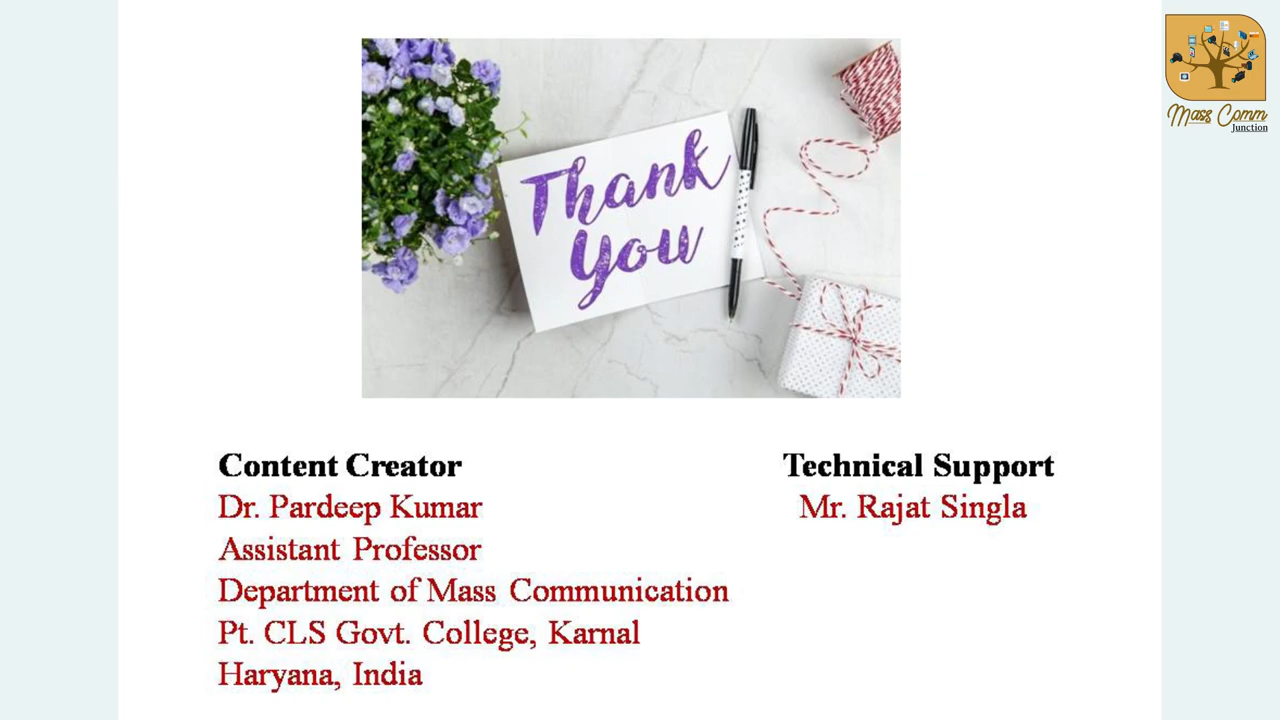 Thank
You
Mass Comm
Junction
Content Creator
Dr. Pardeep Kumar
Assistant Professor
Department of Mass Communication
Pt. CLS Govt. College, Karnal
Haryana, India
Technical Support
Mr. Rajat Singla